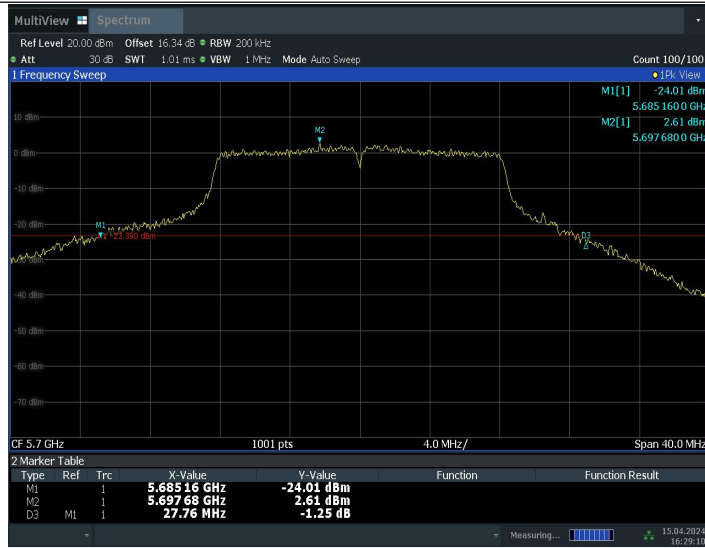 MultiView Spectrum
Ref Level 20.00 dBm Offset 16.34 dB RBW 200 kHz
Att 30 dB SWT 1.01 ms VBW 1 MHz Mode Auto Sweep Count 100/100
1 Frequency Sweep 1Pk View
M1[1] -24.01 dBm
5.685 160 0 GHz
M2[1] 2.61 dBm
5.697 680 0 GHz
10 dBm
M2
0 dBm
-10 dBm
-20 dBm
M1
-23.390 dBm
D3
-30 dBm
-40 dBm
-50 dBm
-60 dBm
-70 dBm
CF 5.7 GHz 1001 pts 4.0 MHz/ Span 40.0 MHz
2 Marker Table
Type Ref Trc X-Value Y-Value Function Function Result
M1 1 5.685 16 GHz -24.01 dBm
M2 1 5.697 68 GHz 2.61 dBm
D3 M1 1 27.76 MHz -1.25 dB
Measuring...
15.04.2024
16:29:10